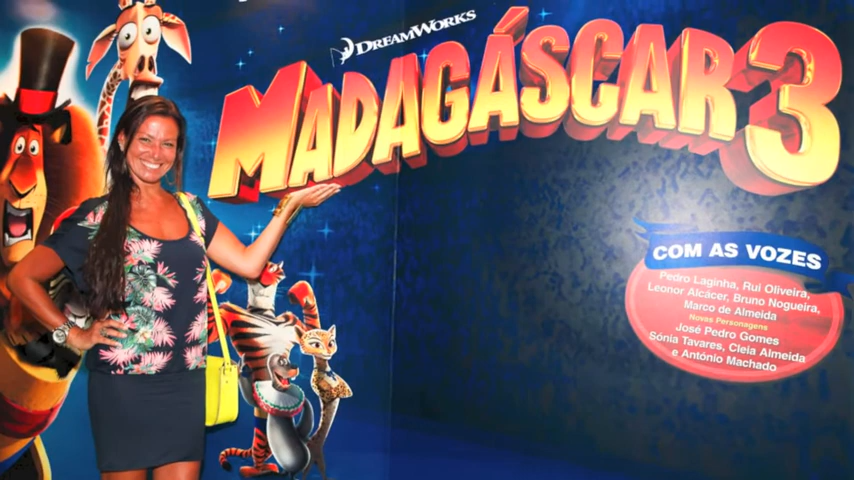 DREAMWORKS
MADAGÁSCAR 3
COM AS VOZES
Pedro Laginha, Rui Oliveira,
Leonor Alcácer, Bruno Nogueira,
Marco de Almeida
Novas Personagens
José Pedro Gomes
Sónia Tavares, Cleia Almeida
e António Machado